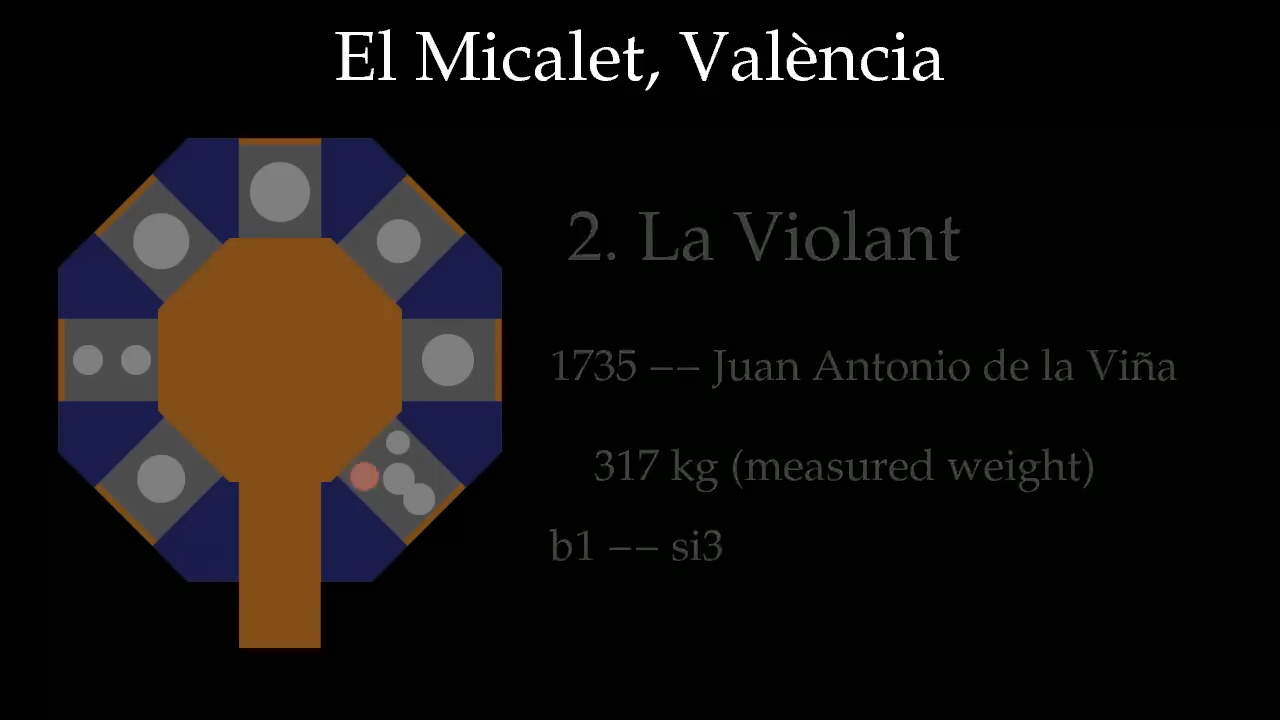 El Micalet, València
2. La Violant
1735 −− Juan Antonio de la Viña
317 kg (measured weight)
b1 −− si3